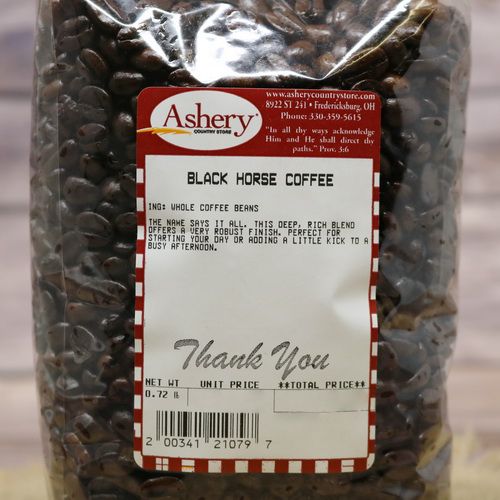 Ashery
COUNTRY STORE
www.asherycountrystore.com
8922 ST 241 • Fredericksburg, OH
Phone: 330-359-5615
"In all thy ways acknowledge
Him and He shall direct thy
paths." Prov. 3:6
BLACK HORSE COFFEE
ING: WHOLE COFFEE BEANS
THE NAME SAYS IT ALL. THIS DEEP, RICH BLEND
OFFERS A VERY ROBUST FINISH. PERFECT FOR
STARTING YOUR DAY OR ADDING A LITTLE KICK TO A
BUSY AFTERNOON.
Thank You
NET WT UNIT PRICE **TOTAL PRICE**
0.72 lb
2 00341 21079 7